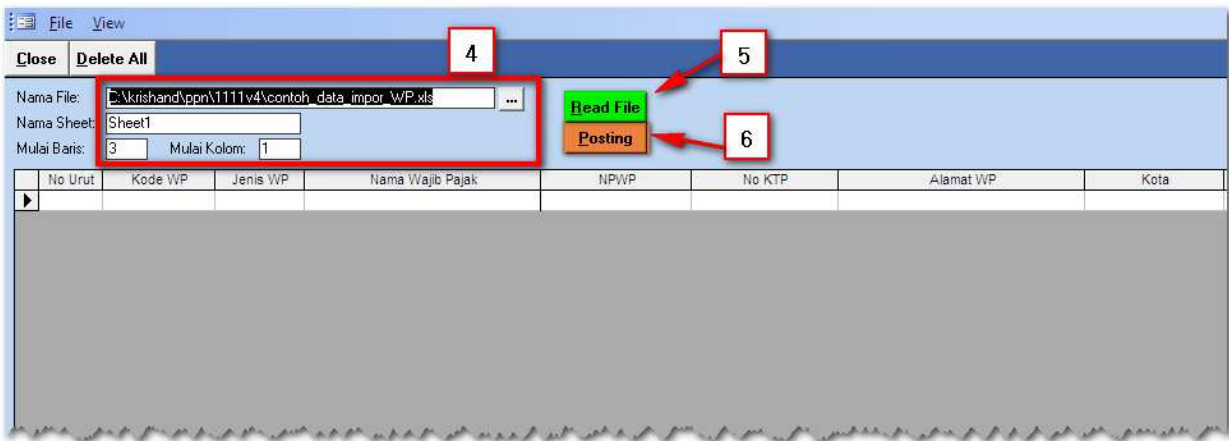 File View
4
5
Close Delete All
Nama File: C:\krishand\ppn\1111v4\contoh_data_impor_WP.xls ... Read File
Nama Sheet: Sheet1
Mulai Baris: 3 Mulai Kolom: 1 Posting 6
No Urut Kode WP Jenis WP Nama Wajib Pajak NPWP No KTP Alamat WP Kota